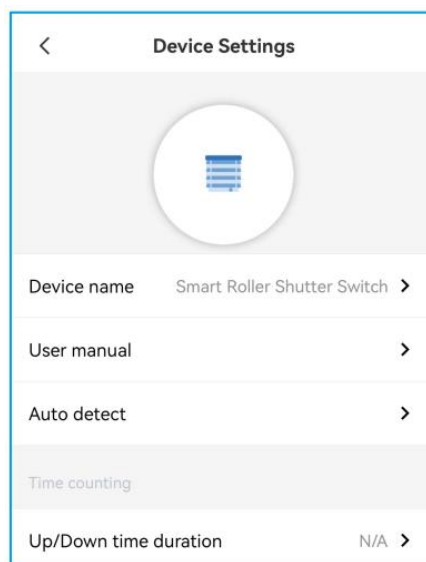 Device Settings
Device name Smart Roller Shutter Switch
User manual
Auto detect
Time counting
Up/Down time duration N/A